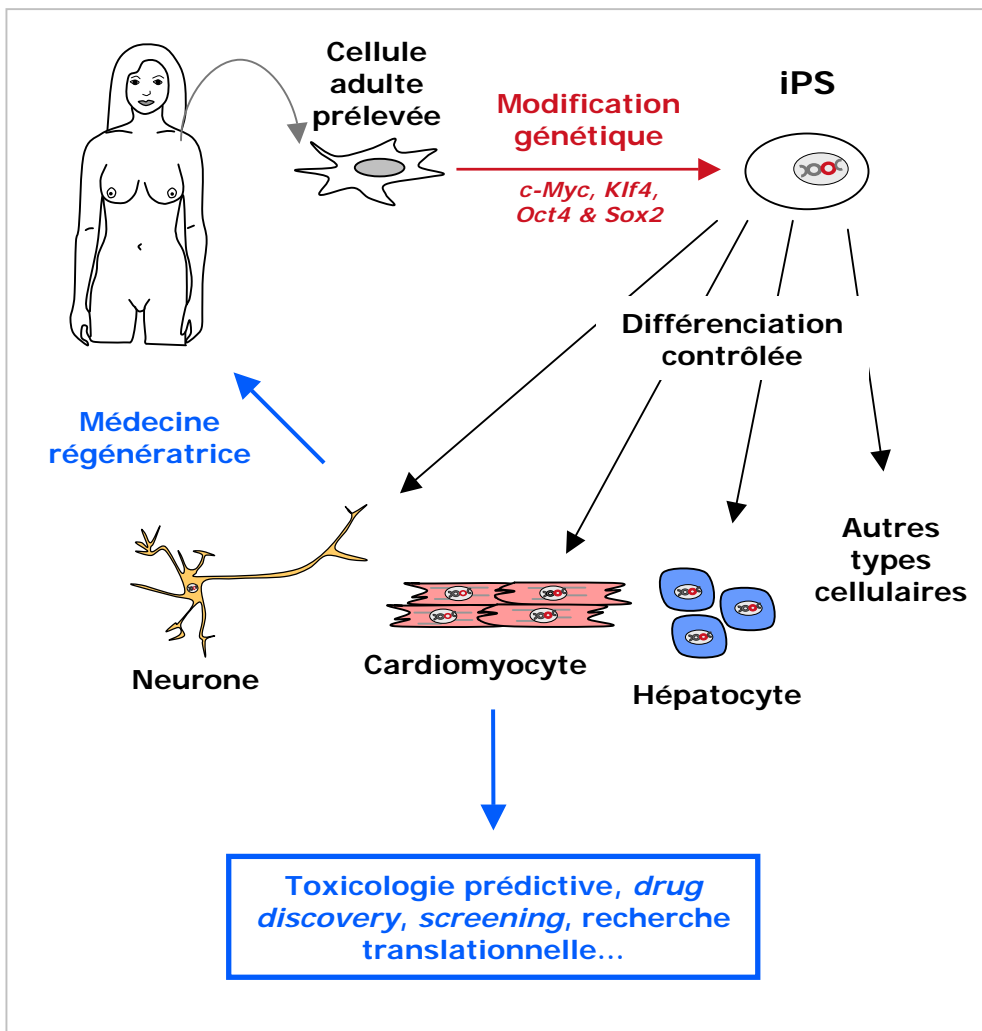 Cellule
adulte
prélevée
Modification
génétique
c-Myc, Klf4,
Oct4 & Sox2
iPS
Différenciation
contrôlée
Médecine
régénératrice
Neurone
Cardiomyocyte
Hépatocyte
Autres
types
cellulaires
Toxicologie prédictive, drug
discovery, screening, recherche
translationnelle...